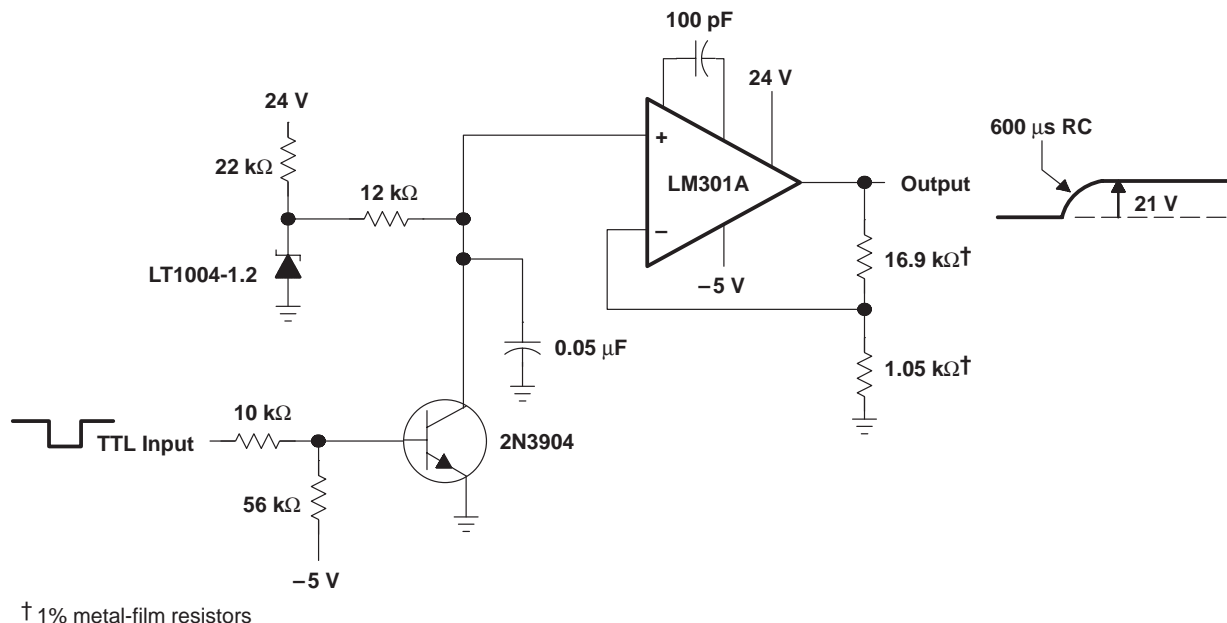 100 pF
24 V
24 V
600 μs RC
22 kΩ
+
12 kΩ
LM301A
Output
21 V
−
LT1004-1.2
−5 V
16.9 kΩ†
0.05 μF
1.05 kΩ†
10 kΩ
TTL Input
2N3904
56 kΩ
−5 V
† 1% metal-film resistors